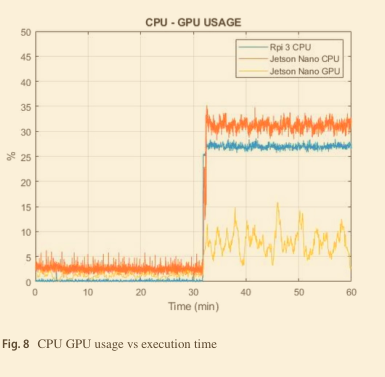 CPU - GPU USAGE
Rpi 3 CPU
Jetson Nano CPU
Jetson Nano GPU
50
45
40
35
30
25
20
15
10
5
0
%
0 10 20 30 40 50 60
Time (min)
Fig. 8 CPU GPU usage vs execution time